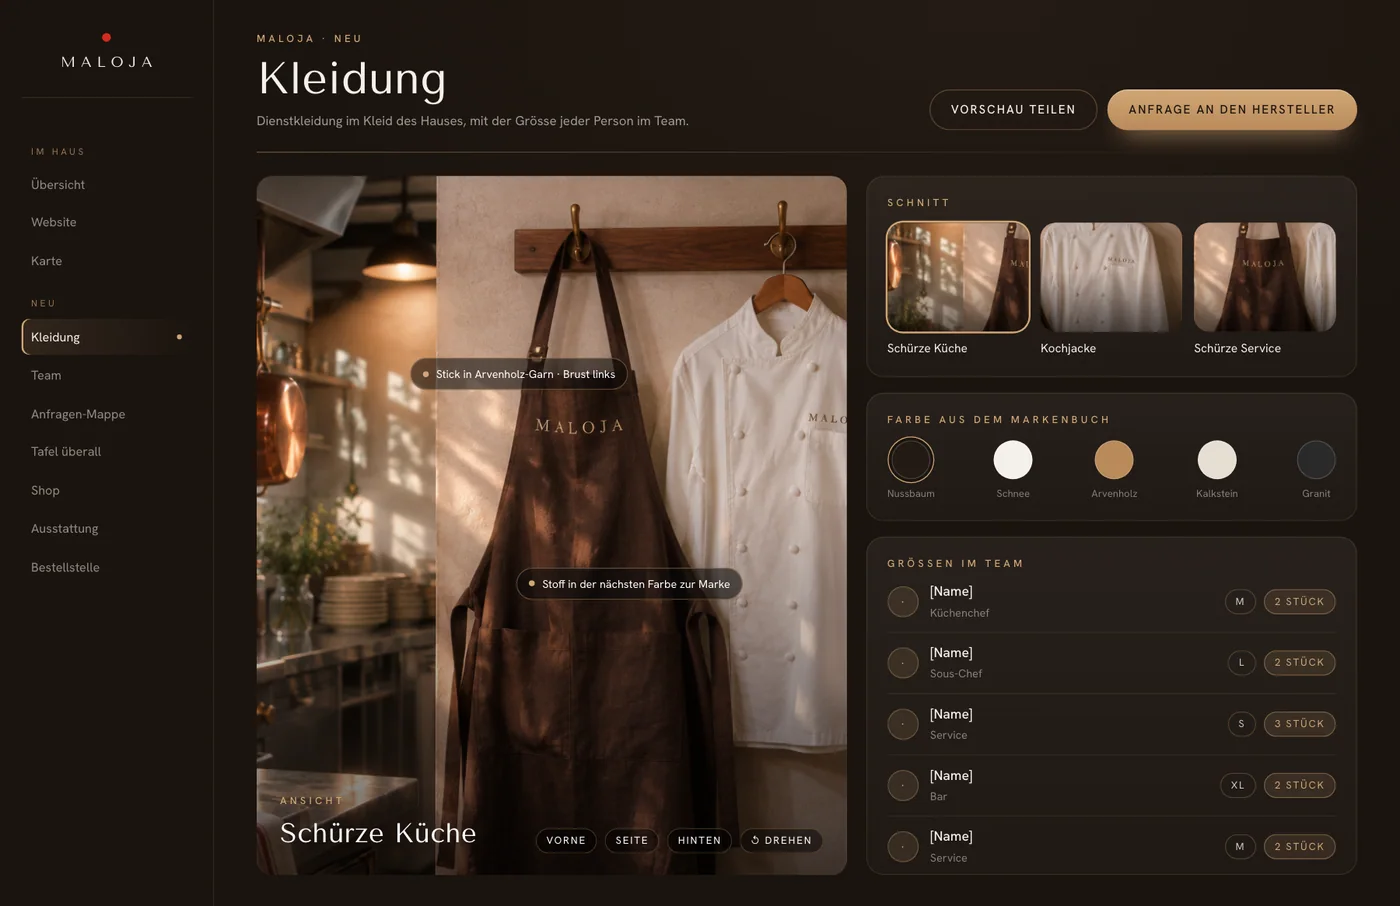 MALOJA
IM HAUS
Übersicht
Website
Karte
NEU
Kleidung
Team
Anfragen-Mappe
Tafel überall
Shop
Ausstattung
Bestellstelle
MALOJA · NEU
Kleidung
Dienstkleidung im Kleid des Hauses, mit der Grösse jeder Person im Team.
VORSCHAU TEILEN
ANFRAGE AN DEN HERSTELLER
Stick in Arvenholz-Garn · Brust links
MALOJA
MALO
Stoff in der nächsten Farbe zur Marke
ANSICHT
Schürze Küche
VORNE
SEITE
HINTEN
↺ DREHEN
SCHNITT
MAL
MALOJA
MALOJA
Schürze Küche
Kochjacke
Schürze Service
FARBE AUS DEM MARKENBUCH
Nussbaum
Schnee
Arvenholz
Kalkstein
Granit
GRÖSSEN IM TEAM
[Name]
Küchenchef
M
2 STÜCK
[Name]
Sous-Chef
L
2 STÜCK
[Name]
Service
S
3 STÜCK
[Name]
Bar
XL
2 STÜCK
[Name]
Service
M
2 STÜCK